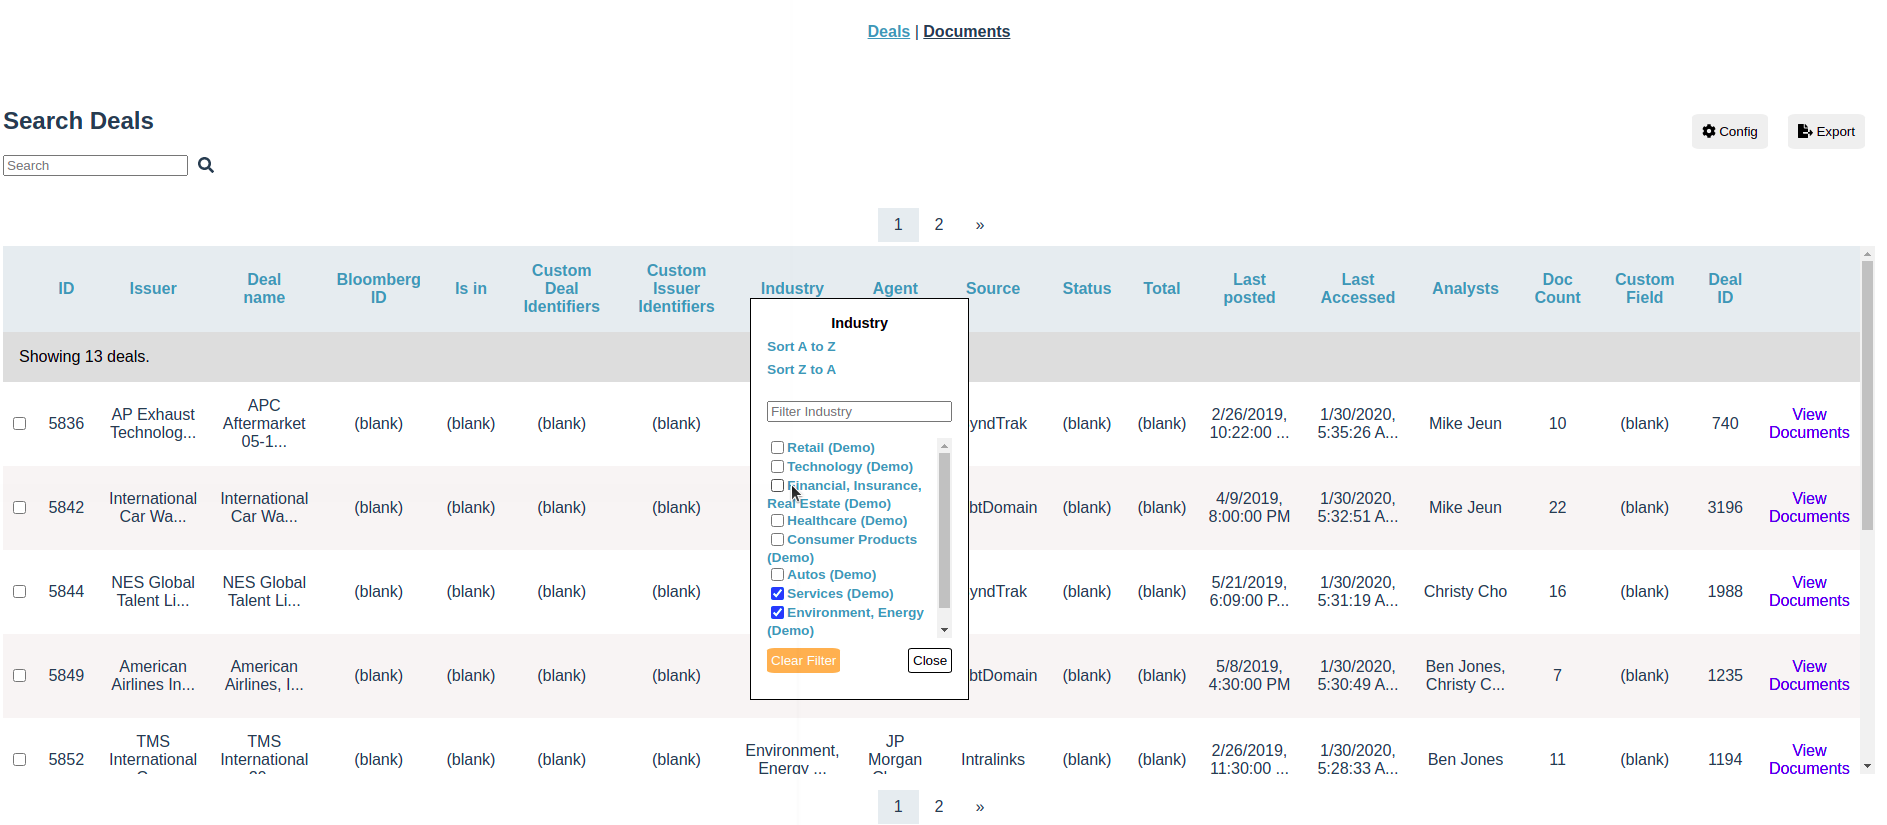 Deals | Documents
Search Deals
Config
Export
Search
1 2 »
ID Issuer Deal name Bloomberg ID Is in Custom Deal Identifiers Custom Issuer Identifiers Industry Agent Source Status Total Last posted Last Accessed Analysts Doc Count Custom Field Deal ID
Showing 13 deals.
5836 AP Exhaust Technolog... APC Aftermarket 05-1... (blank) (blank) (blank) (blank) yndTrak (blank) (blank) 2/26/2019, 10:22:00 ... 1/30/2020, 5:35:26 A... Mike Jeun 10 (blank) 740 View Documents
5842 International Car Wa... International Car Wa... (blank) (blank) (blank) (blank) btDomain (blank) (blank) 4/9/2019, 8:00:00 PM 1/30/2020, 5:32:51 A... Mike Jeun 22 (blank) 3196 View Documents
5844 NES Global Talent Li... NES Global Talent Li... (blank) (blank) (blank) (blank) yndTrak (blank) (blank) 5/21/2019, 6:09:00 P... 1/30/2020, 5:31:19 A... Christy Cho 16 (blank) 1988 View Documents
5849 American Airlines In... American Airlines, I... (blank) (blank) (blank) (blank) btDomain (blank) (blank) 5/8/2019, 4:30:00 PM 1/30/2020, 5:30:49 A... Ben Jones, Christy C... 7 (blank) 1235 View Documents
5852 TMS International TMS International (blank) (blank) (blank) (blank) Environment, Energy ... JP Morgan Intralinks (blank) (blank) 2/26/2019, 11:30:00 ... 1/30/2020, 5:28:33 A... Ben Jones 11 (blank) 1194 View Documents
Industry
Sort A to Z
Sort Z to A
Filter Industry
Retail (Demo)
Technology (Demo)
Financial, Insurance,
Real Estate (Demo)
Healthcare (Demo)
Consumer Products
(Demo)
Autos (Demo)
Services (Demo)
Environment, Energy
(Demo)
Clear Filter
Close
1 2 »